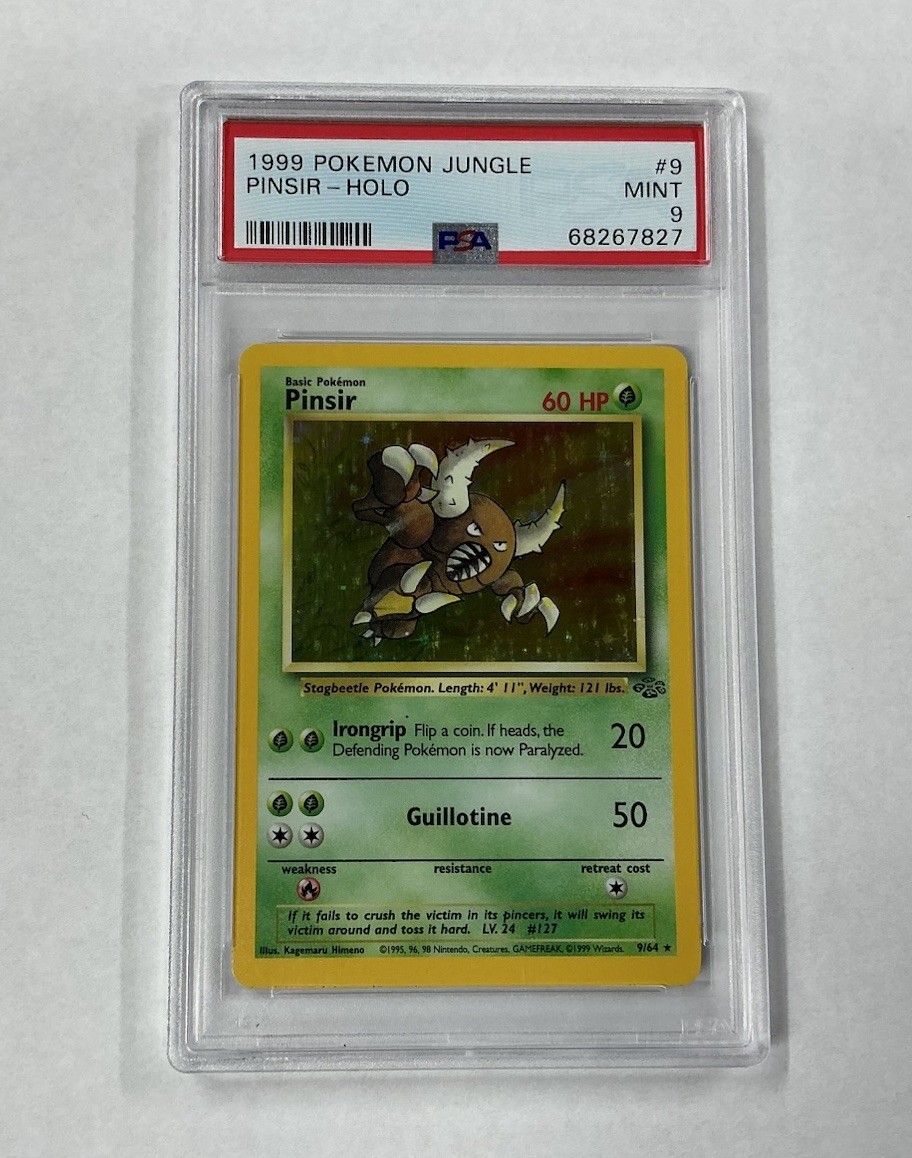 1999 POKEMON JUNGLE #9
PINSIR - HOLO MINT
9
PSA 68267827
Basic Pokémon
Pinsir 60 HP
Stagbeetle Pokémon. Length: 4' 11", Weight: 121 lbs.
Irongrip Flip a coin. If heads, the
Defending Pokémon is now Paralyzed. 20
Guillotine 50
weakness resistance retreat cost
If it fails to crush the victim in its pincers, it will swing its
victim around and toss it hard. LV. 24 #127
Illus. Kagemaru Himeno ©1995, 96, 98 Nintendo, Creatures, GAMEFREAK, ©1999 Wizards. 9/64 ★